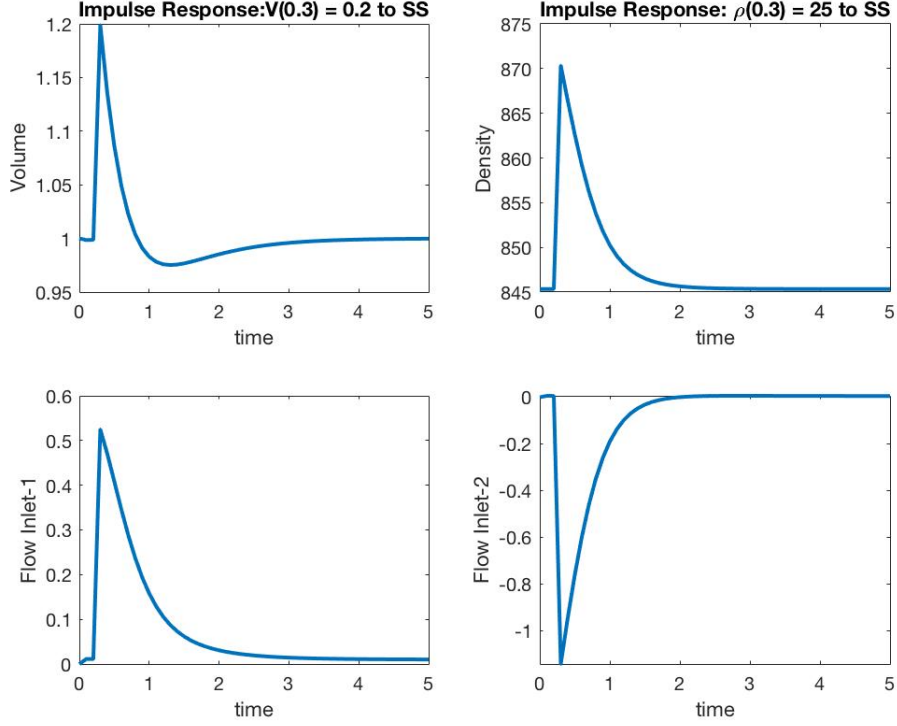 Impulse Response:V(0.3) = 0.2 to SS
1.2
1.15
1.1
1.05
1
0.95
Volume
0 1 2 3 4 5
time
Impulse Response: ρ(0.3) = 25 to SS
875
870
865
860
855
850
845
Density
0 1 2 3 4 5
time
0.6
0.5
0.4
0.3
0.2
0.1
0
Flow Inlet-1
0 1 2 3 4 5
time
0
-0.2
-0.4
-0.6
-0.8
-1
Flow Inlet-2
0 1 2 3 4 5
time